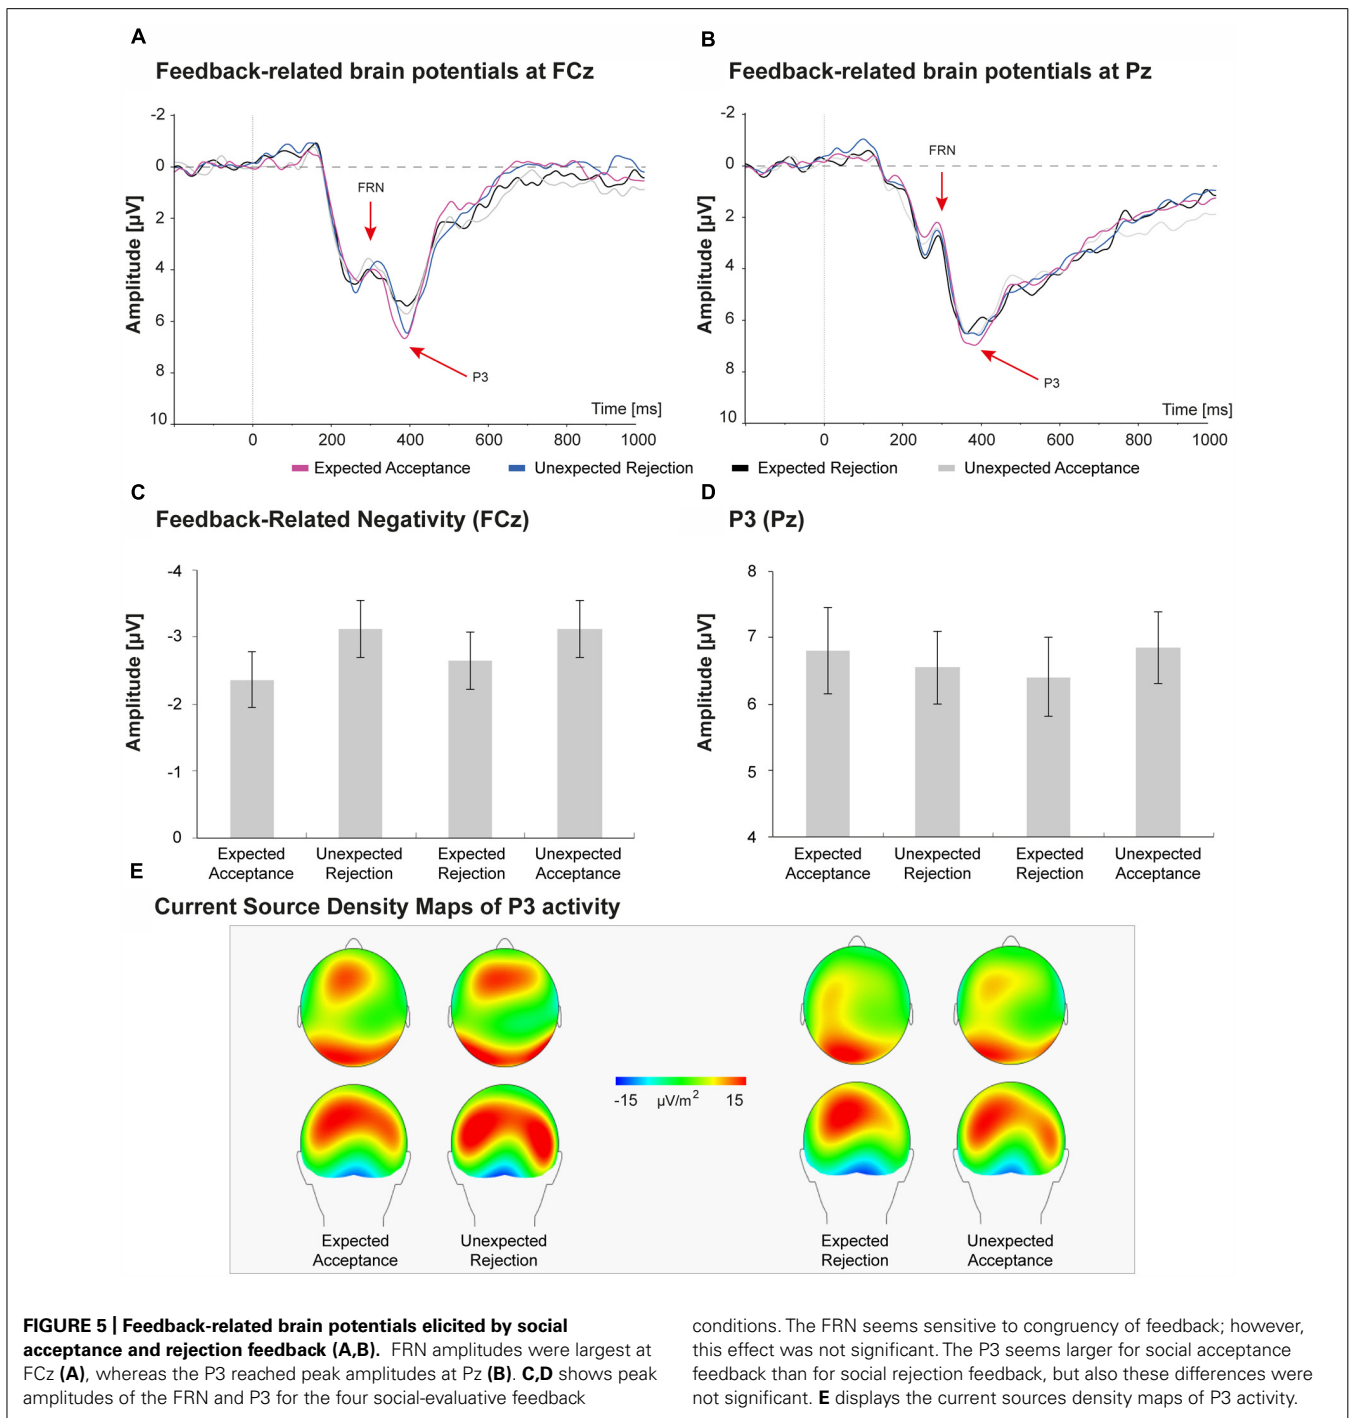 A
Feedback-related brain potentials at FCz
-2
0
2
4
6
8
10
Amplitude [µV]
FRN
P3
Time [ms]
0 200 400 600 800 1000
B
Feedback-related brain potentials at Pz
-2
0
2
4
6
8
10
Amplitude [µV]
FRN
P3
Time [ms]
0 200 400 600 800 1000
Expected Acceptance Unexpected Rejection Expected Rejection Unexpected Acceptance
C
Feedback-Related Negativity (FCz)
-4
-3
-2
-1
0
Amplitude [µV]
Expected Unexpected Expected Unexpected
Acceptance Rejection Rejection Acceptance
D
P3 (Pz)
8
7
6
5
4
Amplitude [µV]
Expected Unexpected Expected Unexpected
Acceptance Rejection Rejection Acceptance
E
Current Source Density Maps of P3 activity
-15 µV/m² 15
Expected Unexpected Expected Unexpected
Acceptance Rejection Rejection Acceptance
FIGURE 5 | Feedback-related brain potentials elicited by social
acceptance and rejection feedback (A,B). FRN amplitudes were largest at
FCz (A), whereas the P3 reached peak amplitudes at Pz (B). C,D shows peak
amplitudes of the FRN and P3 for the four social-evaluative feedback
conditions. The FRN seems sensitive to congruency of feedback; however,
this effect was not significant. The P3 seems larger for social acceptance
feedback than for social rejection feedback, but also these differences were
not significant. E displays the current sources density maps of P3 activity.